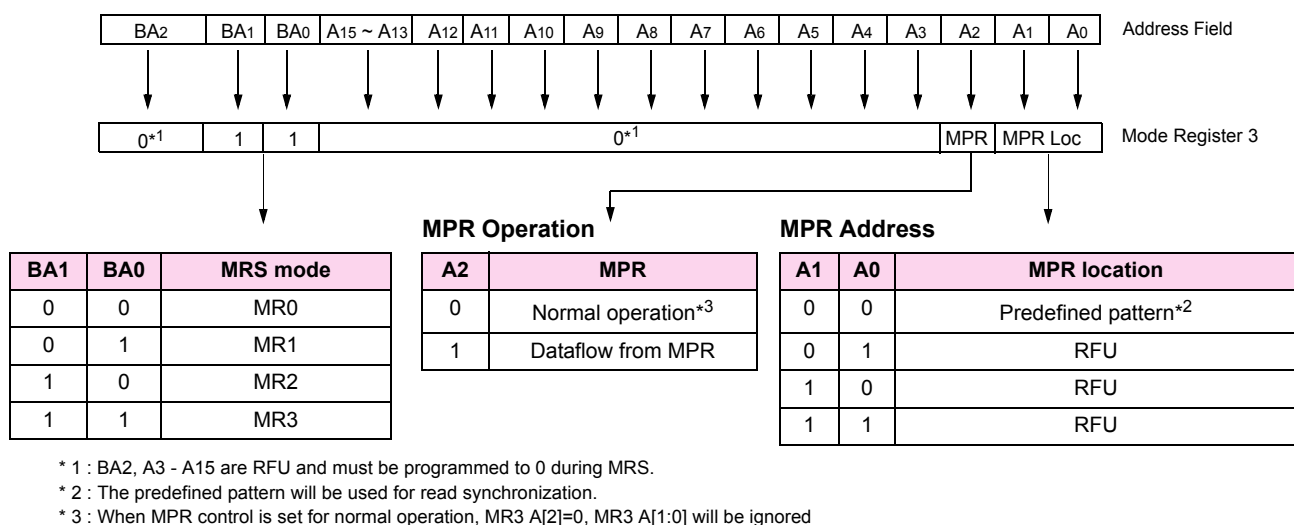 BA2 BA1 BA0 A15 ~ A13 A12 A11 A10 A9 A8 A7 A6 A5 A4 A3 A2 A1 A0 Address Field
0*1 1 1 0*1 MPR MPR Loc Mode Register 3
MPR Operation
MPR Address
BA1 BA0 MRS mode
0 0 MR0
0 1 MR1
1 0 MR2
1 1 MR3
A2 MPR
0 Normal operation*3
1 Dataflow from MPR
A1 A0 MPR location
0 0 Predefined pattern*2
0 1 RFU
1 0 RFU
1 1 RFU
* 1 : BA2, A3 - A15 are RFU and must be programmed to 0 during MRS.
* 2 : The predefined pattern will be used for read synchronization.
* 3 : When MPR control is set for normal operation, MR3 A[2]=0, MR3 A[1:0] will be ignored